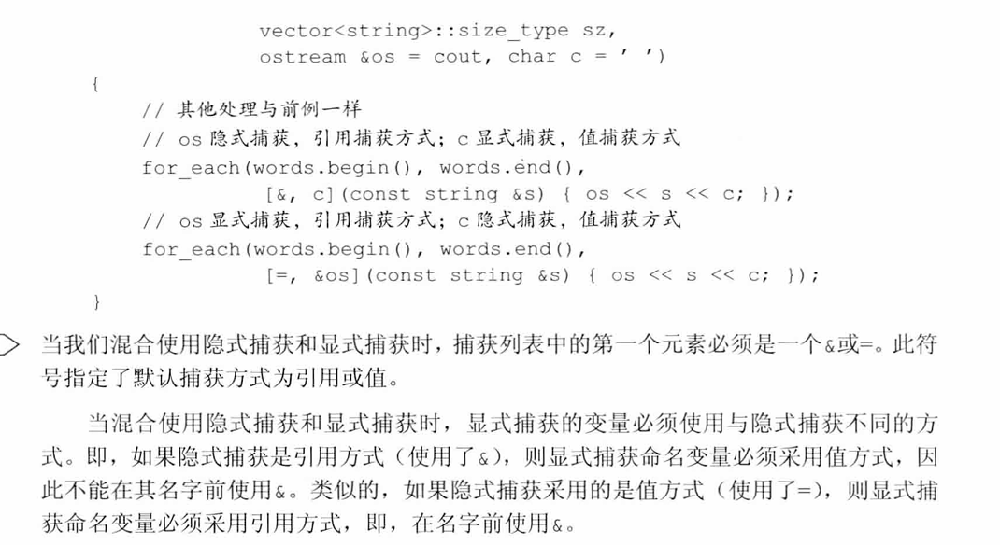 vector<string>::size_type sz,
ostream &os = cout, char c = ' ')
{
// 其他处理与前例一样
// os 隐式捕获，引用捕获方式；c 显式捕获，值捕获方式
for_each(words.begin(), words.end(),
[&, c](const string &s) { os << s << c; });
// os 显式捕获，引用捕获方式；c 隐式捕获，值捕获方式
for_each(words.begin(), words.end(),
[=, &os](const string &s) { os << s << c; });
}
当我们混合使用隐式捕获和显式捕获时，捕获列表中的第一个元素必须是一个&或=。此符
号指定了默认捕获方式为引用或值。
当混合使用隐式捕获和显式捕获时，显式捕获的变量必须使用与隐式捕获不同的方
式。即，如果隐式捕获是引用方式（使用了&），则显式捕获命名变量必须采用值方式，因
此不能在其名字前使用&。类似的，如果隐式捕获采用的是值方式（使用了=），则显式捕
获命名变量必须采用引用方式，即，在名字前使用&。